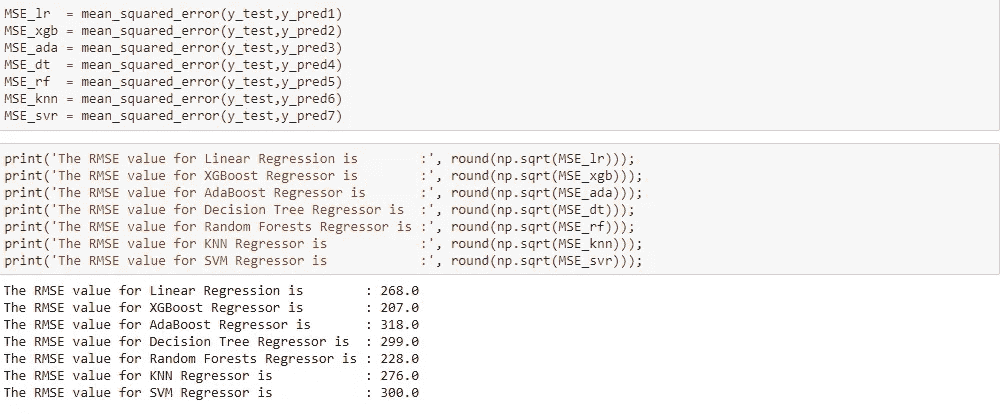 MSE_lr  = mean_squared_error(y_test,y_pred1)
MSE_xgb = mean_squared_error(y_test,y_pred2)
MSE_ada = mean_squared_error(y_test,y_pred3)
MSE_dt  = mean_squared_error(y_test,y_pred4)
MSE_rf  = mean_squared_error(y_test,y_pred5)
MSE_knn = mean_squared_error(y_test,y_pred6)
MSE_svr = mean_squared_error(y_test,y_pred7)
print('The RMSE value for Linear Regression is        :', round(np.sqrt(MSE_lr)));
print('The RMSE value for XGBoost Regressor is        :', round(np.sqrt(MSE_xgb)));
print('The RMSE value for AdaBoost Regressor is       :', round(np.sqrt(MSE_ada)));
print('The RMSE value for Decision Tree Regressor is  :', round(np.sqrt(MSE_dt)));
print('The RMSE value for Random Forests Regressor is :', round(np.sqrt(MSE_rf)));
print('The RMSE value for KNN Regressor is            :', round(np.sqrt(MSE_knn)));
print('The RMSE value for SVM Regressor is            :', round(np.sqrt(MSE_svr)));
The RMSE value for Linear Regression is        : 268.0
The RMSE value for XGBoost Regressor is        : 207.0
The RMSE value for AdaBoost Regressor is       : 318.0
The RMSE value for Decision Tree Regressor is  : 299.0
The RMSE value for Random Forests Regressor is : 228.0
The RMSE value for KNN Regressor is            : 276.0
The RMSE value for SVM Regressor is            : 300.0